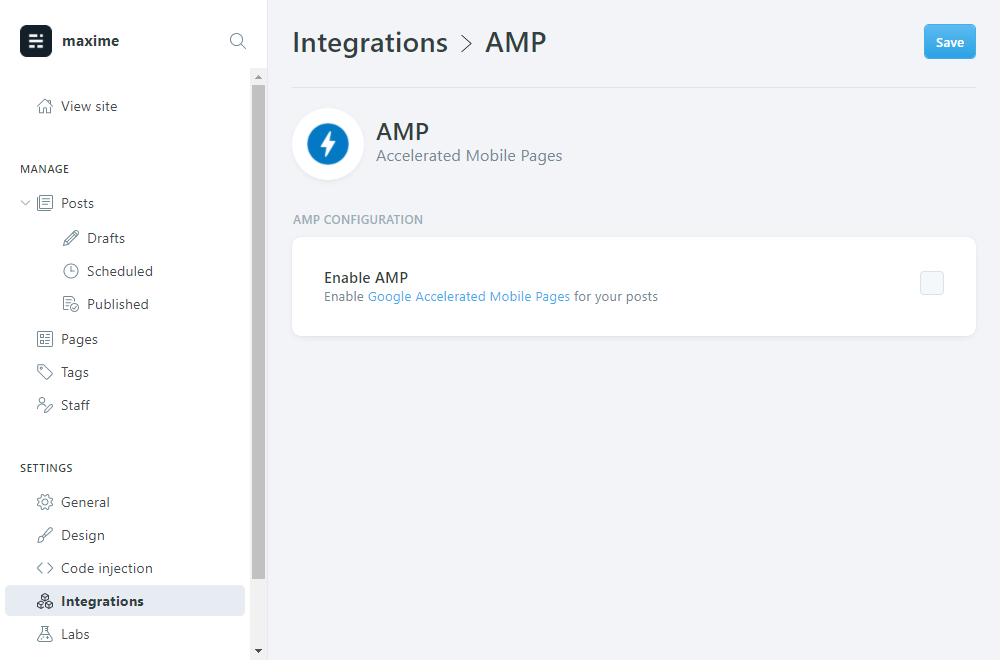 maxime
View site
MANAGE
Posts
Drafts
Scheduled
Published
Pages
Tags
Staff
SETTINGS
General
Design
Code injection
Integrations
Labs
Integrations > AMP
Save
AMP
Accelerated Mobile Pages
AMP CONFIGURATION
Enable AMP
Enable Google Accelerated Mobile Pages for your posts